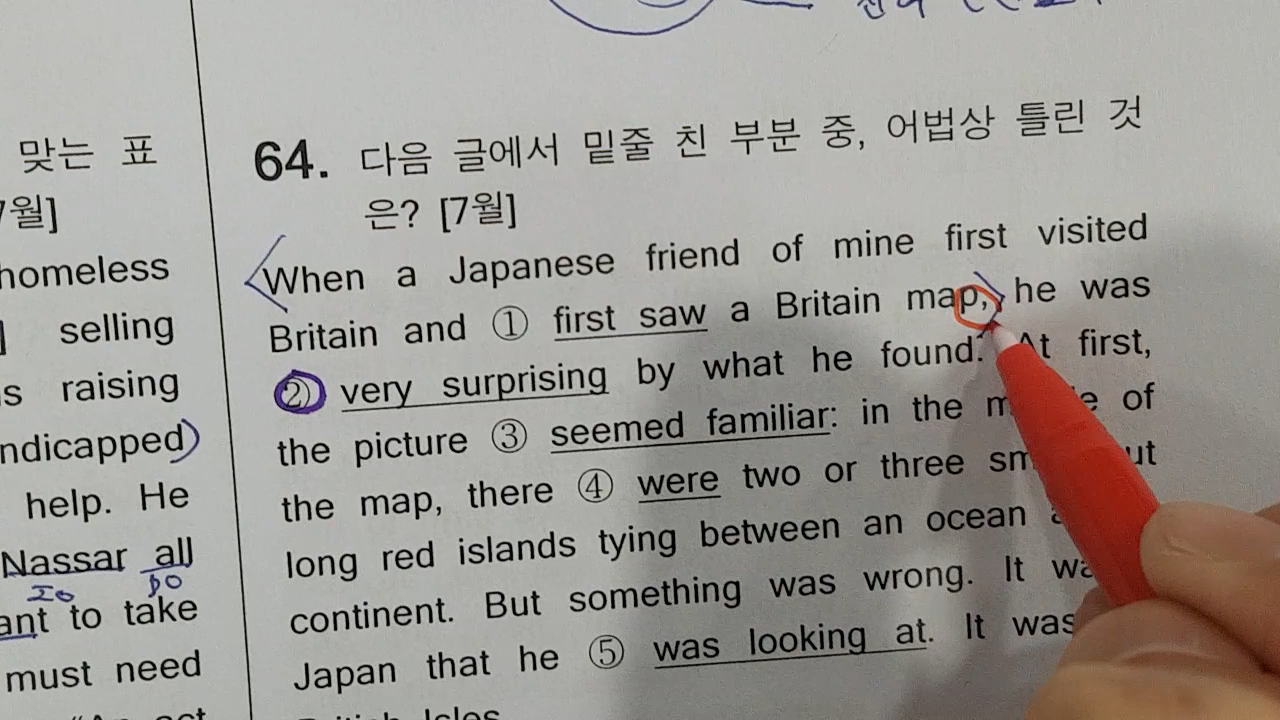 맞는 표
7월]
homeless
selling
raising
ndicapped)
help. He
Nassar all
IO DO
ant to take
must need
64. 다음 글에서 밑줄 친 부분 중, 어법상 틀린 것
은? [7월]
When a Japanese friend of mine first visited
Britain and ① first saw a Britain map, he was
② very surprising by what he found. At first,
the picture ③ seemed familiar: in the of
the map, there ④ were two or three
long red islands tying between an ocean
continent. But something was wrong. It
Japan that he ⑤ was looking at. It was
Isles